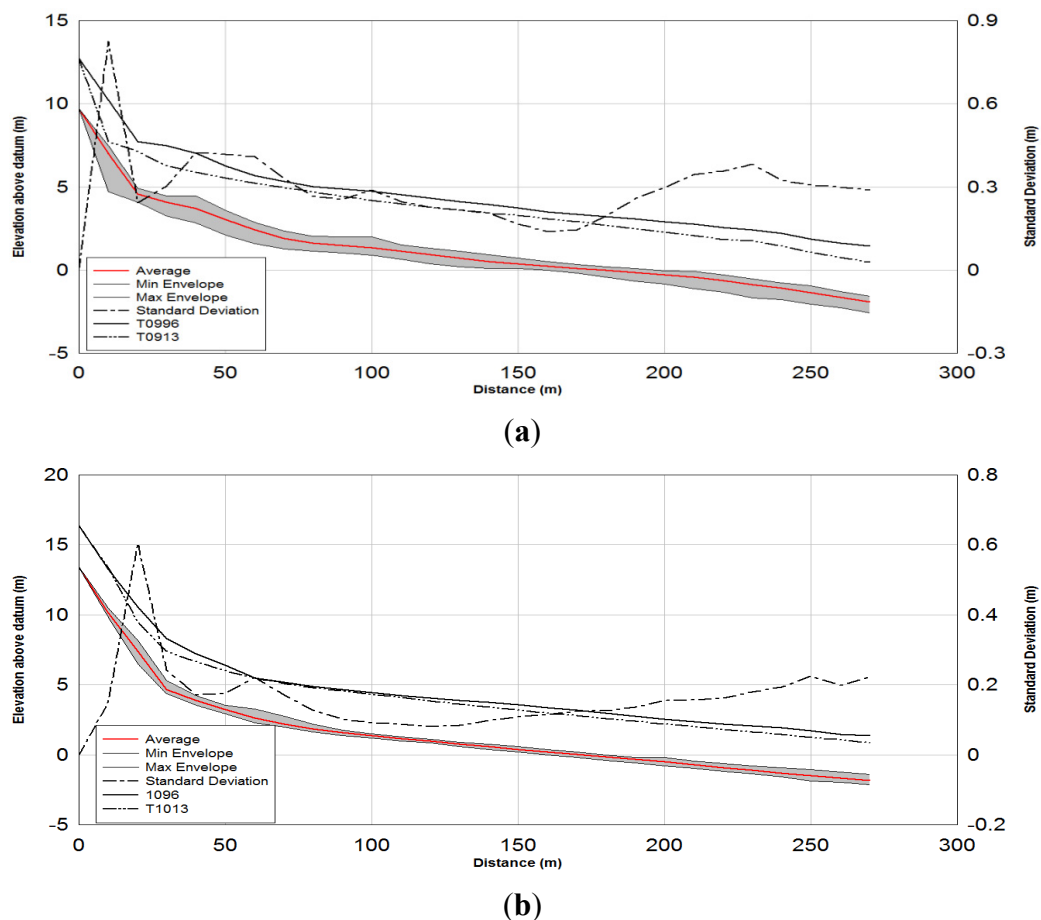 15
10
5
0
−5
Elevation above datum (m)
0.9
0.6
0.3
0
−0.3
Standard Deviation (m)
Average
Min Envelope
Max Envelope
Standard Deviation
T0996
T0913
0 50 100 150 200 250 300
Distance (m)
(a)
20
15
10
5
0
−5
Elevation above datum (m)
0.8
0.6
0.4
0.2
0
−0.2
Standard Deviation (m)
Average
Min Envelope
Max Envelope
Standard Deviation
1096
T1013
0 50 100 150 200 250 300
Distance (m)
(b)